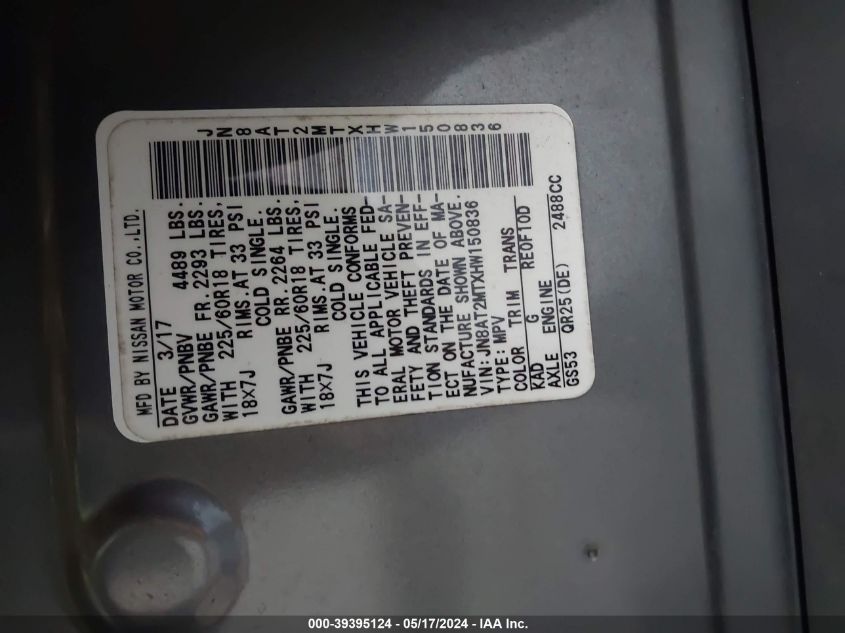 JN8AT2MTXHW150836
MFD BY NISSAN MOTOR CO.,LTD.
DATE 3/17
GVWR/PNBV 4489 LBS.
GAWR/PNBE FR. 2293 LBS.
WITH 225/60R18 TIRES,
18X7J RIMS.AT 33 PSI
COLD SINGLE.
GAWR/PNBE RR. 2264 LBS.
WITH 225/60R18 TIRES,
18X7J RIMS.AT 33 PSI
COLD SINGLE.
THIS VEHICLE CONFORMS
TO ALL APPLICABLE FED-
ERAL MOTOR VEHICLE SA-
FETY AND THEFT PREVEN-
TION STANDARDS IN EFF-
ECT ON THE DATE OF MA-
NUFACTURE SHOWN ABOVE.
VIN: JN8AT2MTXHW150836
TYPE: MPV
COLOR TRIM TRANS
KAD G RE0F10D
AXLE ENGINE
GS53 QR25(DE) 2488CC
000-39395124 - 05/17/2024 - IAA Inc.